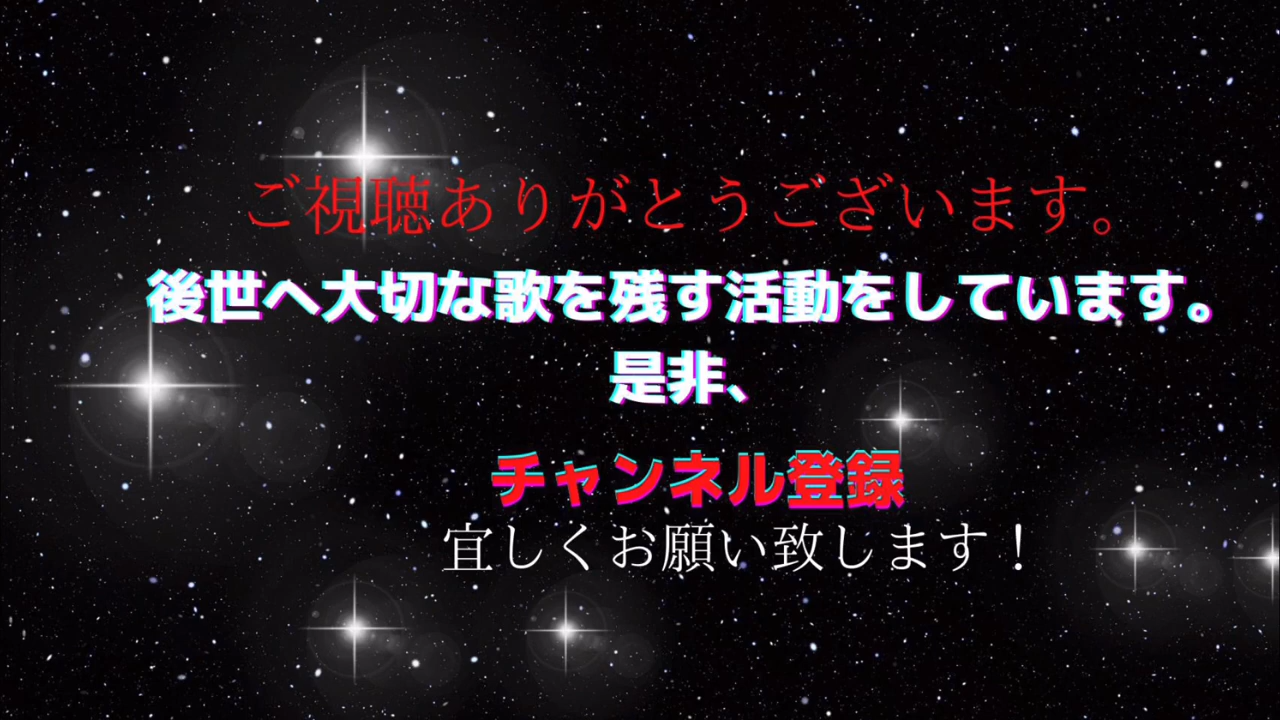 ご視聴ありがとうございます。
後世へ大切な歌を残す活動をしています。
是非、
チャンネル登録
宜しくお願い致します！